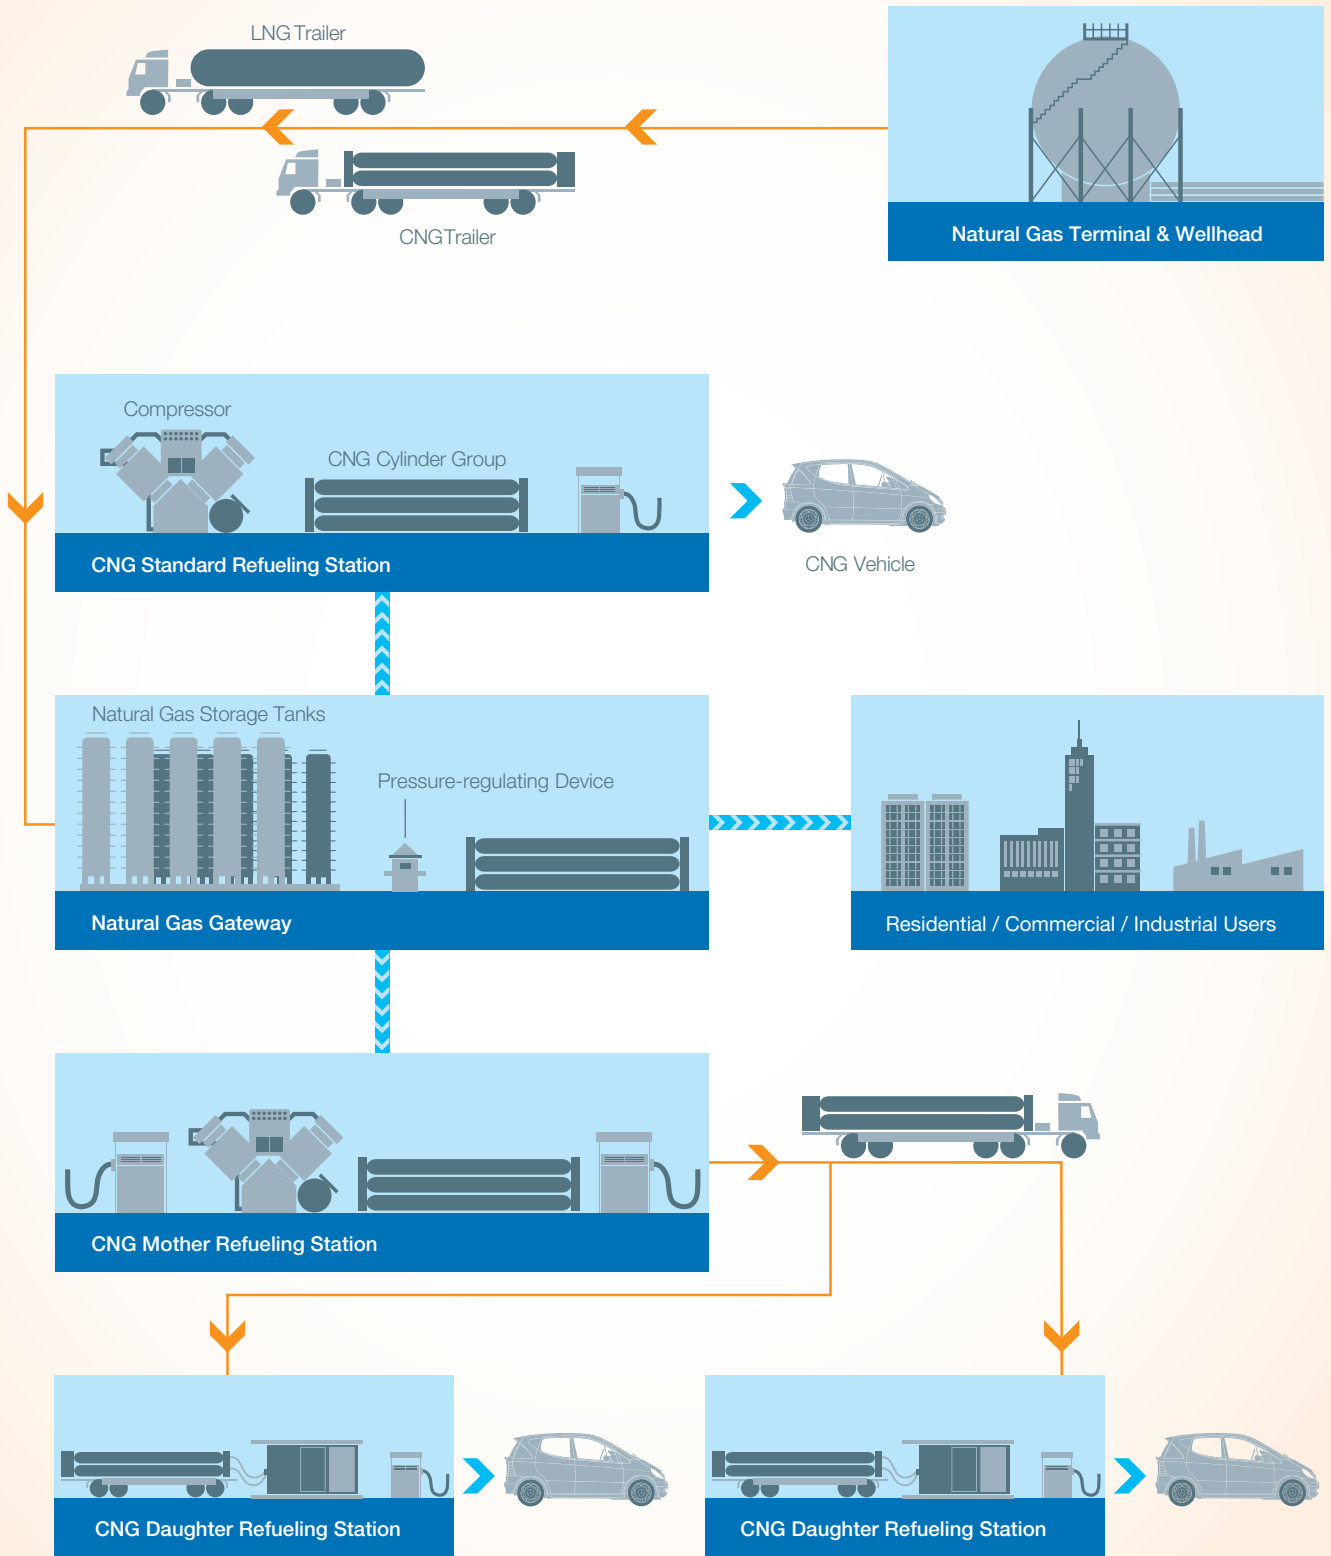 LNG Trailer
CNG Trailer
Natural Gas Terminal & Wellhead
Compressor
CNG Cylinder Group
CNG Standard Refueling Station
CNG Vehicle
Natural Gas Storage Tanks
Pressure-regulating Device
Natural Gas Gateway
Residential / Commercial / Industrial Users
CNG Mother Refueling Station
CNG Daughter Refueling Station
CNG Daughter Refueling Station